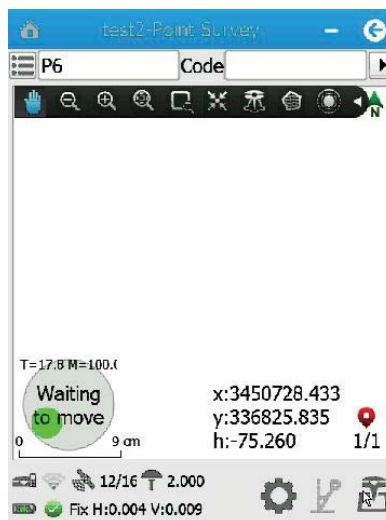 test2-Point Survey
P6 Code
N
T=17.8 M=100.(
Waiting
to move
0 9 cm
x:3450728.433
y:336825.835
h:-75.260 1/1
12/16 2.000
Fix H:0.004 V:0.009